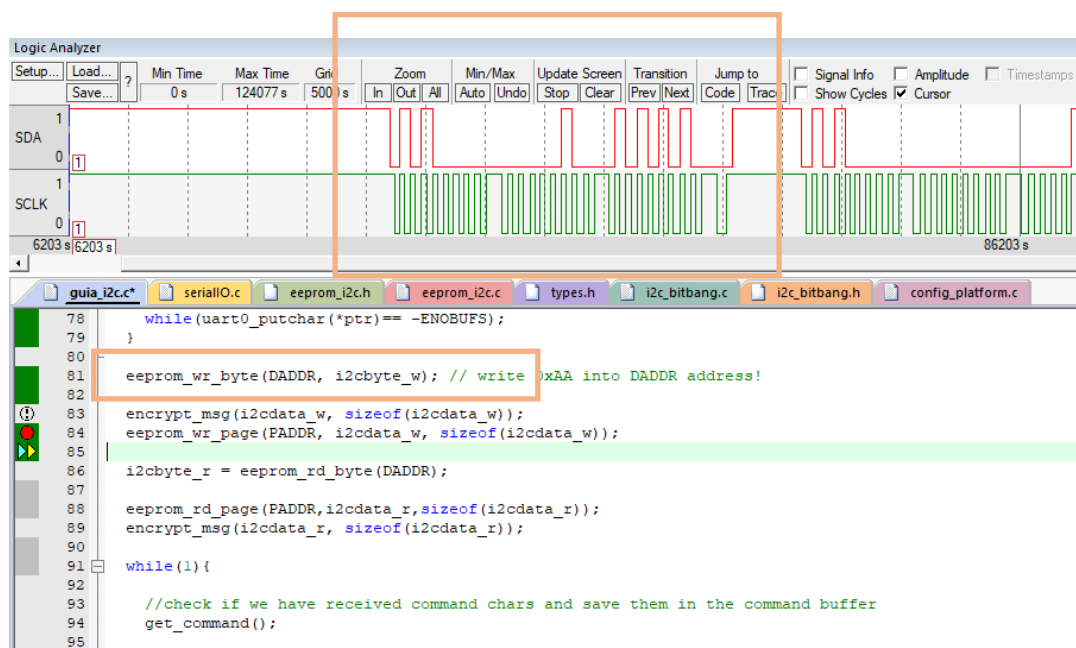 Logic Analyzer
Setup... Load... ? Min Time Max Time Grid Zoom Min/Max Update Screen Transition Jump to Signal Info Amplitude Timestamps
Save... 0 s 124077 s In Out All Auto Undo Stop Clear Prev Next Code Trace Show Cycles Cursor
1
SDA
0 1
1
SCLK
0 1
6203 s 6203 s 86203 s
guia_i2c.c* serialIO.c eeprom_i2c.h eeprom_i2c.c types.h i2c_bitbang.c i2c_bitbang.h config_platform.c
78 while(uart0_putchar(*ptr)== -ENOBUFS);
79 }
80
81 eeprom_wr_byte(DADDR, i2cbyte_w); // write 0xAA into DADDR address!
82
83 encrypt_msg(i2cdata_w, sizeof(i2cdata_w));
84 eeprom_wr_page(PADDR, i2cdata_w, sizeof(i2cdata_w));
85
86 i2cbyte_r = eeprom_rd_byte(DADDR);
87
88 eeprom_rd_page(PADDR,i2cdata_r,sizeof(i2cdata_r));
89 encrypt_msg(i2cdata_r, sizeof(i2cdata_r));
90
91 while(1){
92
93 //check if we have received command chars and save them in the command buffer
94 get_command();
95